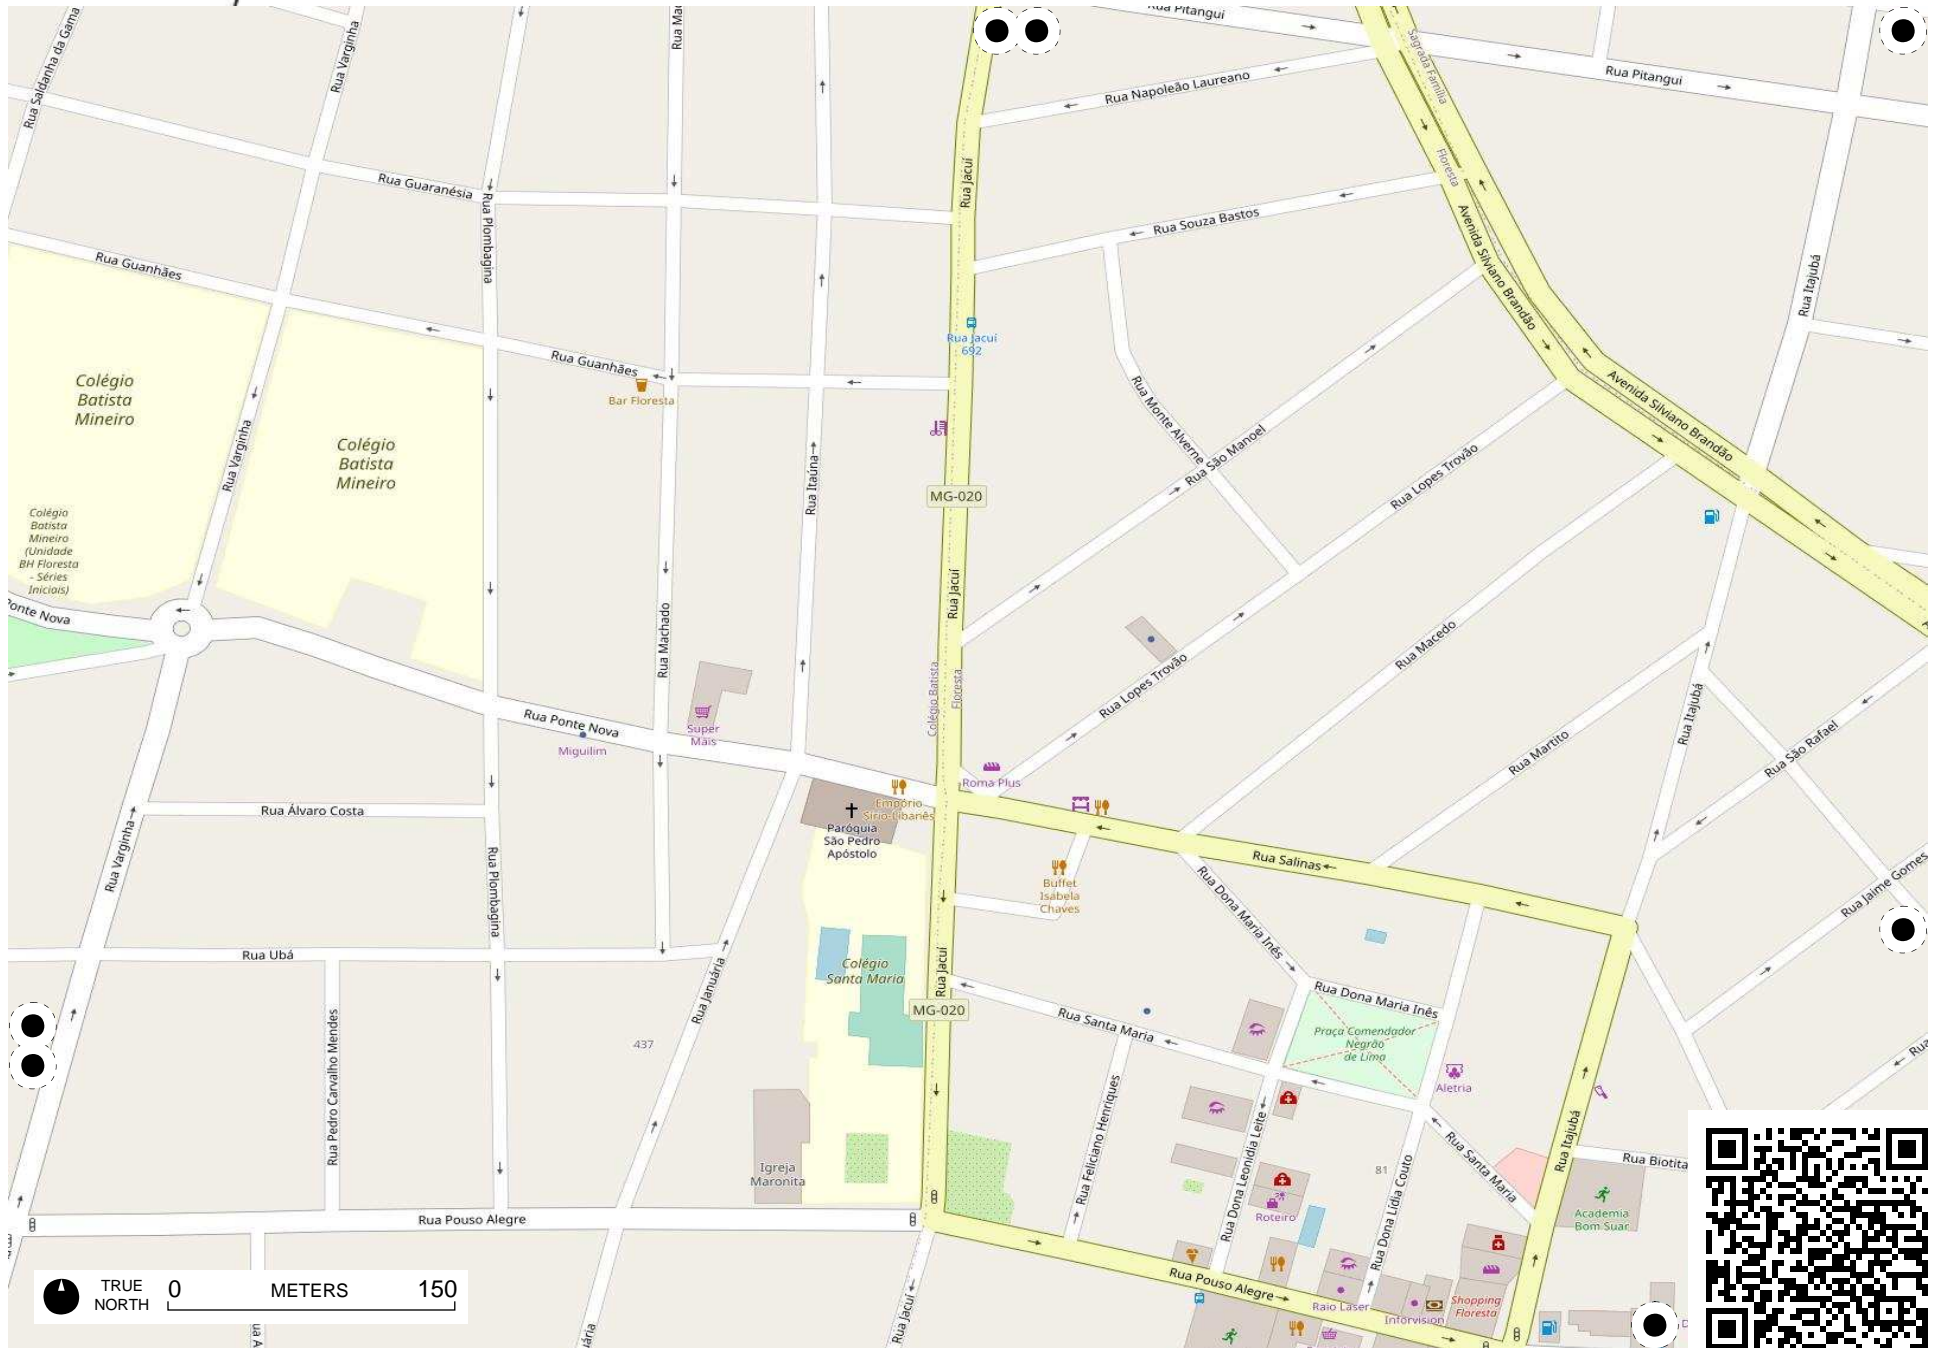 Rua Pitangui
Sagrada Família
Rua Saldanha da Gama
Rua Varginha
Rua Mac
Rua Pitangui
Rua Napoleão Laureano
Floresta
Rua Jacuí
Rua Guaranésia
Rua Plombagina
Rua Souza Bastos
Avenida Silviano Brandão
Rua Itajubá
Rua Guanhães
Rua Jacuí
692
Rua Guanhães
Bar Floresta
Colégio
Batista
Mineiro
Avenida Silviano Brandão
Rua Monte Alverne
Rua Varginha
Colégio
Batista
Mineiro
Rua Itaúna
Rua São Manoel
Rua Lopes Trovão
MG-020
Colégio
Batista
Mineiro
(Unidade
BH Floresta
- Séries
Iniciais)
Ponte Nova
Rua Jacuí
Rua Machado
Rua Macedo
Rua Lopes Trovão
Colégio Batista
Floresta
Rua Itajubá
Rua Ponte Nova
Miguilim
Super
Mais
Rua Martito
Rua São Rafael
Roma Plus
Rua Álvaro Costa
Empório
Sírio-Libanês
Paróquia
São Pedro
Apóstolo
Rua Varginha
Rua Plombagina
Rua Salinas
Buffet
Isabela
Chaves
Rua Dona Maria Inês
Rua Jaime Gomes
Rua Ubá
Rua Januária
Colégio
Santa Maria
Rua Jacuí
MG-020
Rua Dona Maria Inês
Rua Santa Maria
Praça Comendador
Negrão
de Lima
437
Rua Pedro Carvalho Mendes
Aletria
Rua
Rua Feliciano Henriques
Rua Dona Leonidia Leite
Rua Santa Maria
Rua Itajubá
Rua Biotita
81
Igreja
Maronita
Roteiro
Rua Dona Lídia Couto
Academia
Bom Suar
Rua Pouso Alegre
Rua Pouso Alegre
Raio Laser
Inforvision
Shopping
Floresta
Rua Jacuí
ária
ua A
TRUE
NORTH
0 METERS 150